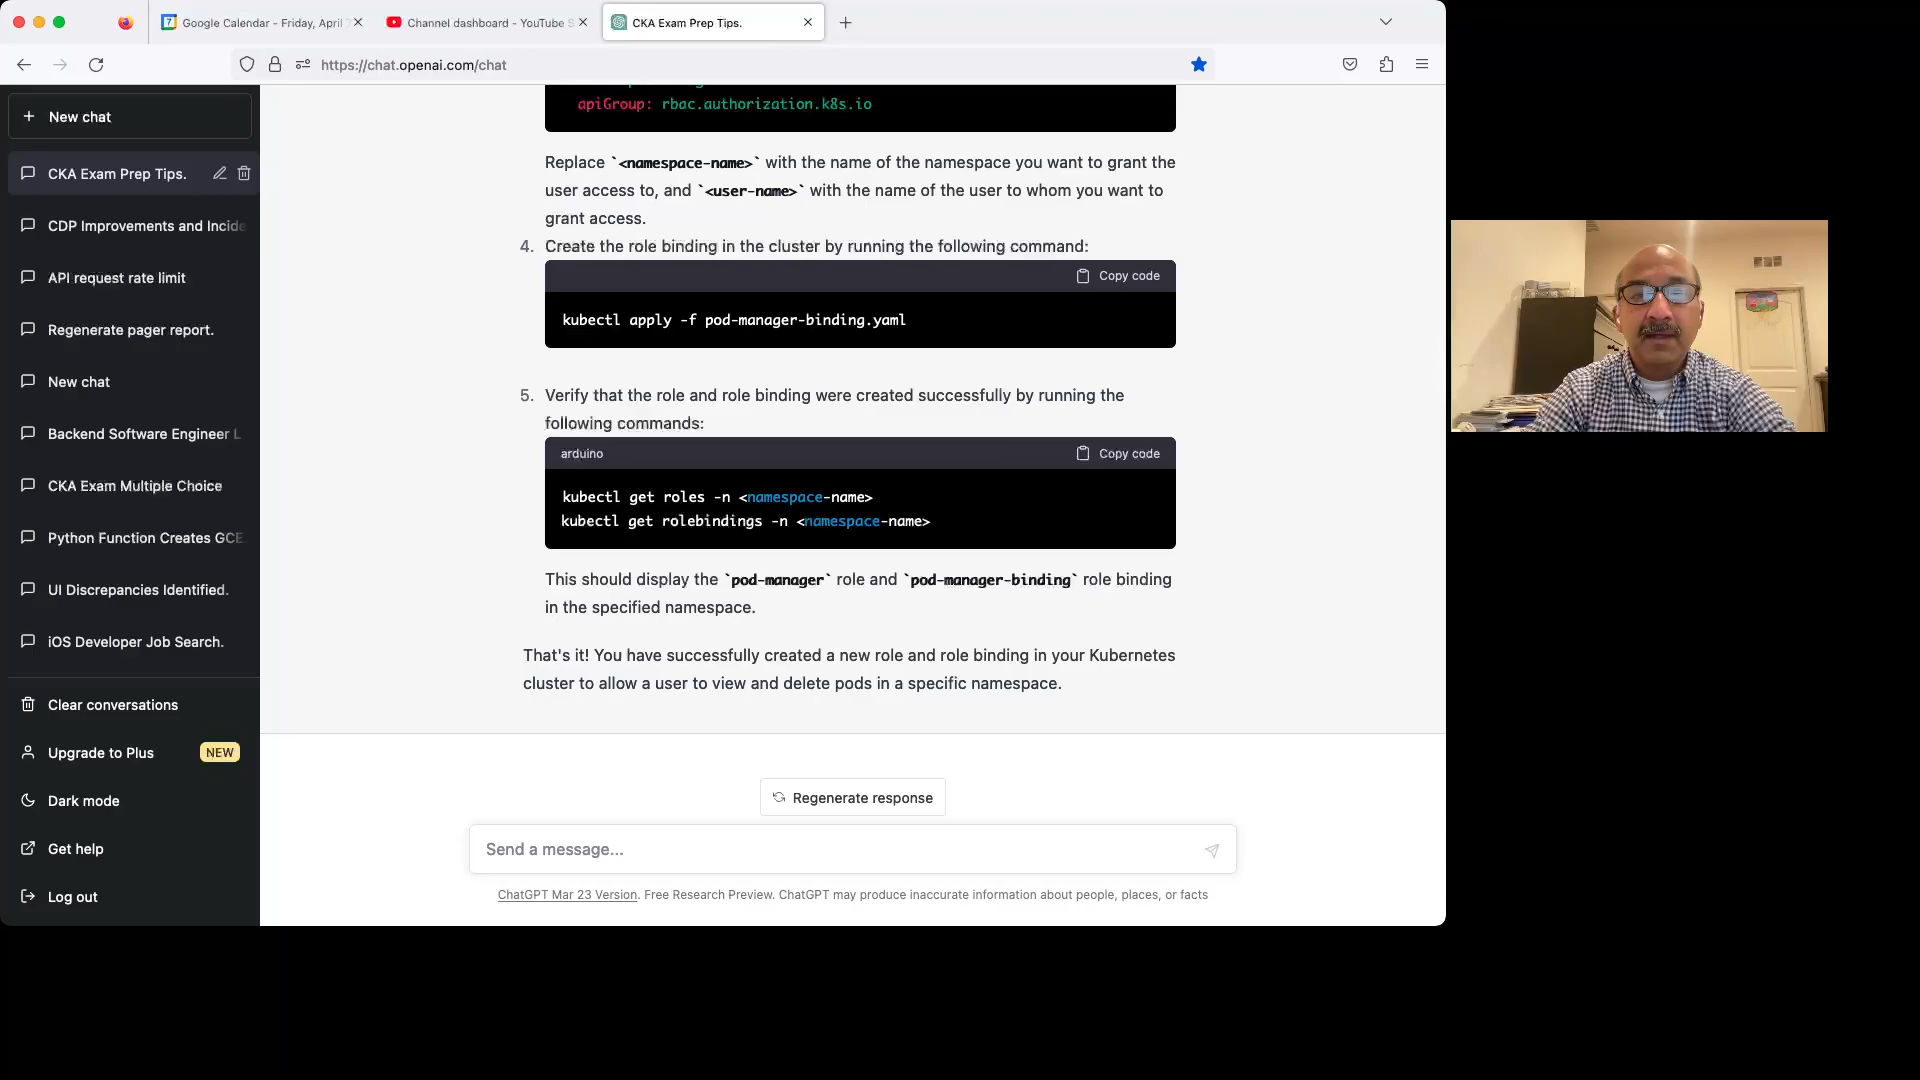 Google Calendar - Friday, April
Channel dashboard - YouTube S
CKA Exam Prep Tips.
https://chat.openai.com/chat
New chat
CKA Exam Prep Tips.
CDP Improvements and Incide
API request rate limit
Regenerate pager report.
New chat
Backend Software Engineer L
CKA Exam Multiple Choice
Python Function Creates GCE
UI Discrepancies Identified.
iOS Developer Job Search.
Clear conversations
Upgrade to Plus NEW
Dark mode
Get help
Log out
apiGroup: rbac.authorization.k8s.io
Replace `<namespace-name>` with the name of the namespace you want to grant the
user access to, and `<user-name>` with the name of the user to whom you want to
grant access.
4. Create the role binding in the cluster by running the following command:
Copy code
kubectl apply -f pod-manager-binding.yaml
5. Verify that the role and role binding were created successfully by running the
following commands:
arduino Copy code
kubectl get roles -n <namespace-name>
kubectl get rolebindings -n <namespace-name>
This should display the `pod-manager` role and `pod-manager-binding` role binding
in the specified namespace.
That's it! You have successfully created a new role and role binding in your Kubernetes
cluster to allow a user to view and delete pods in a specific namespace.
Regenerate response
Send a message...
ChatGPT Mar 23 Version. Free Research Preview. ChatGPT may produce inaccurate information about people, places, or facts